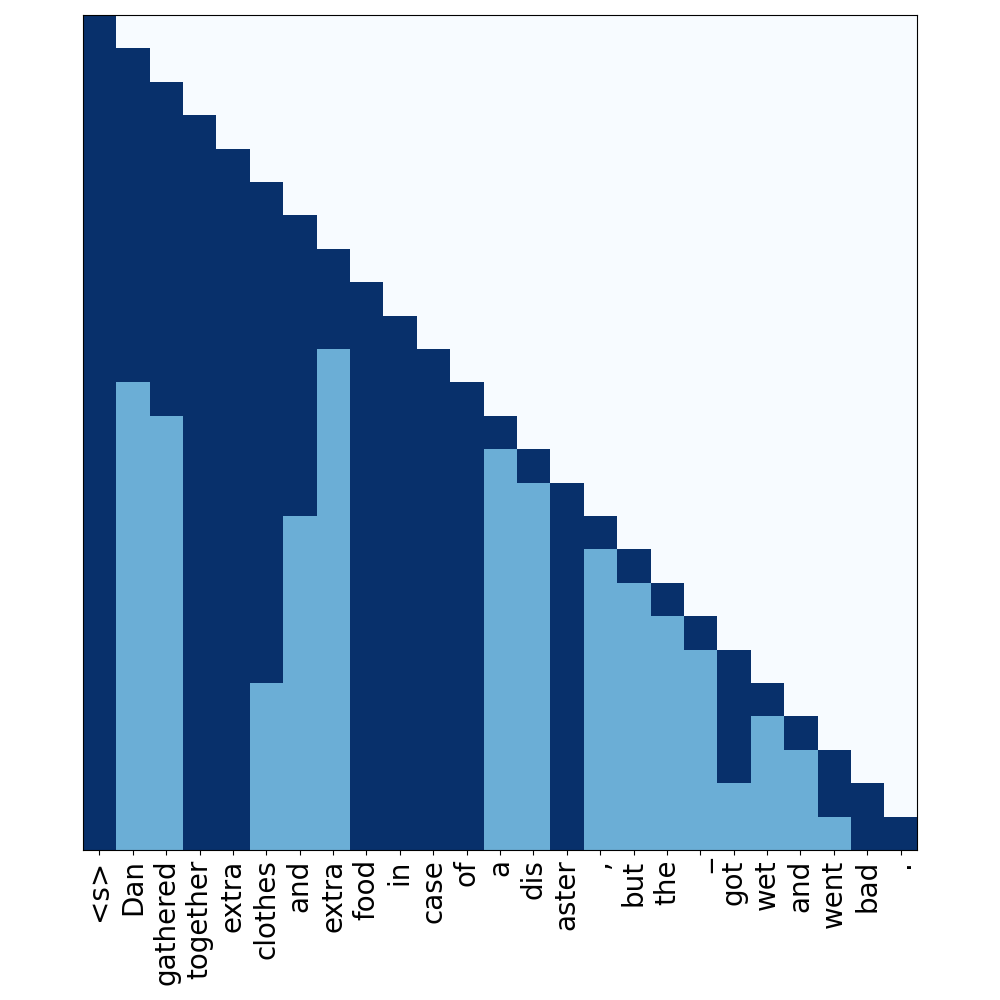 <s>
Dan
gathered
together
extra
clothes
and
extra
food
in
case
of
a
dis
aster
,
but
the
_
got
wet
and
went
bad
.